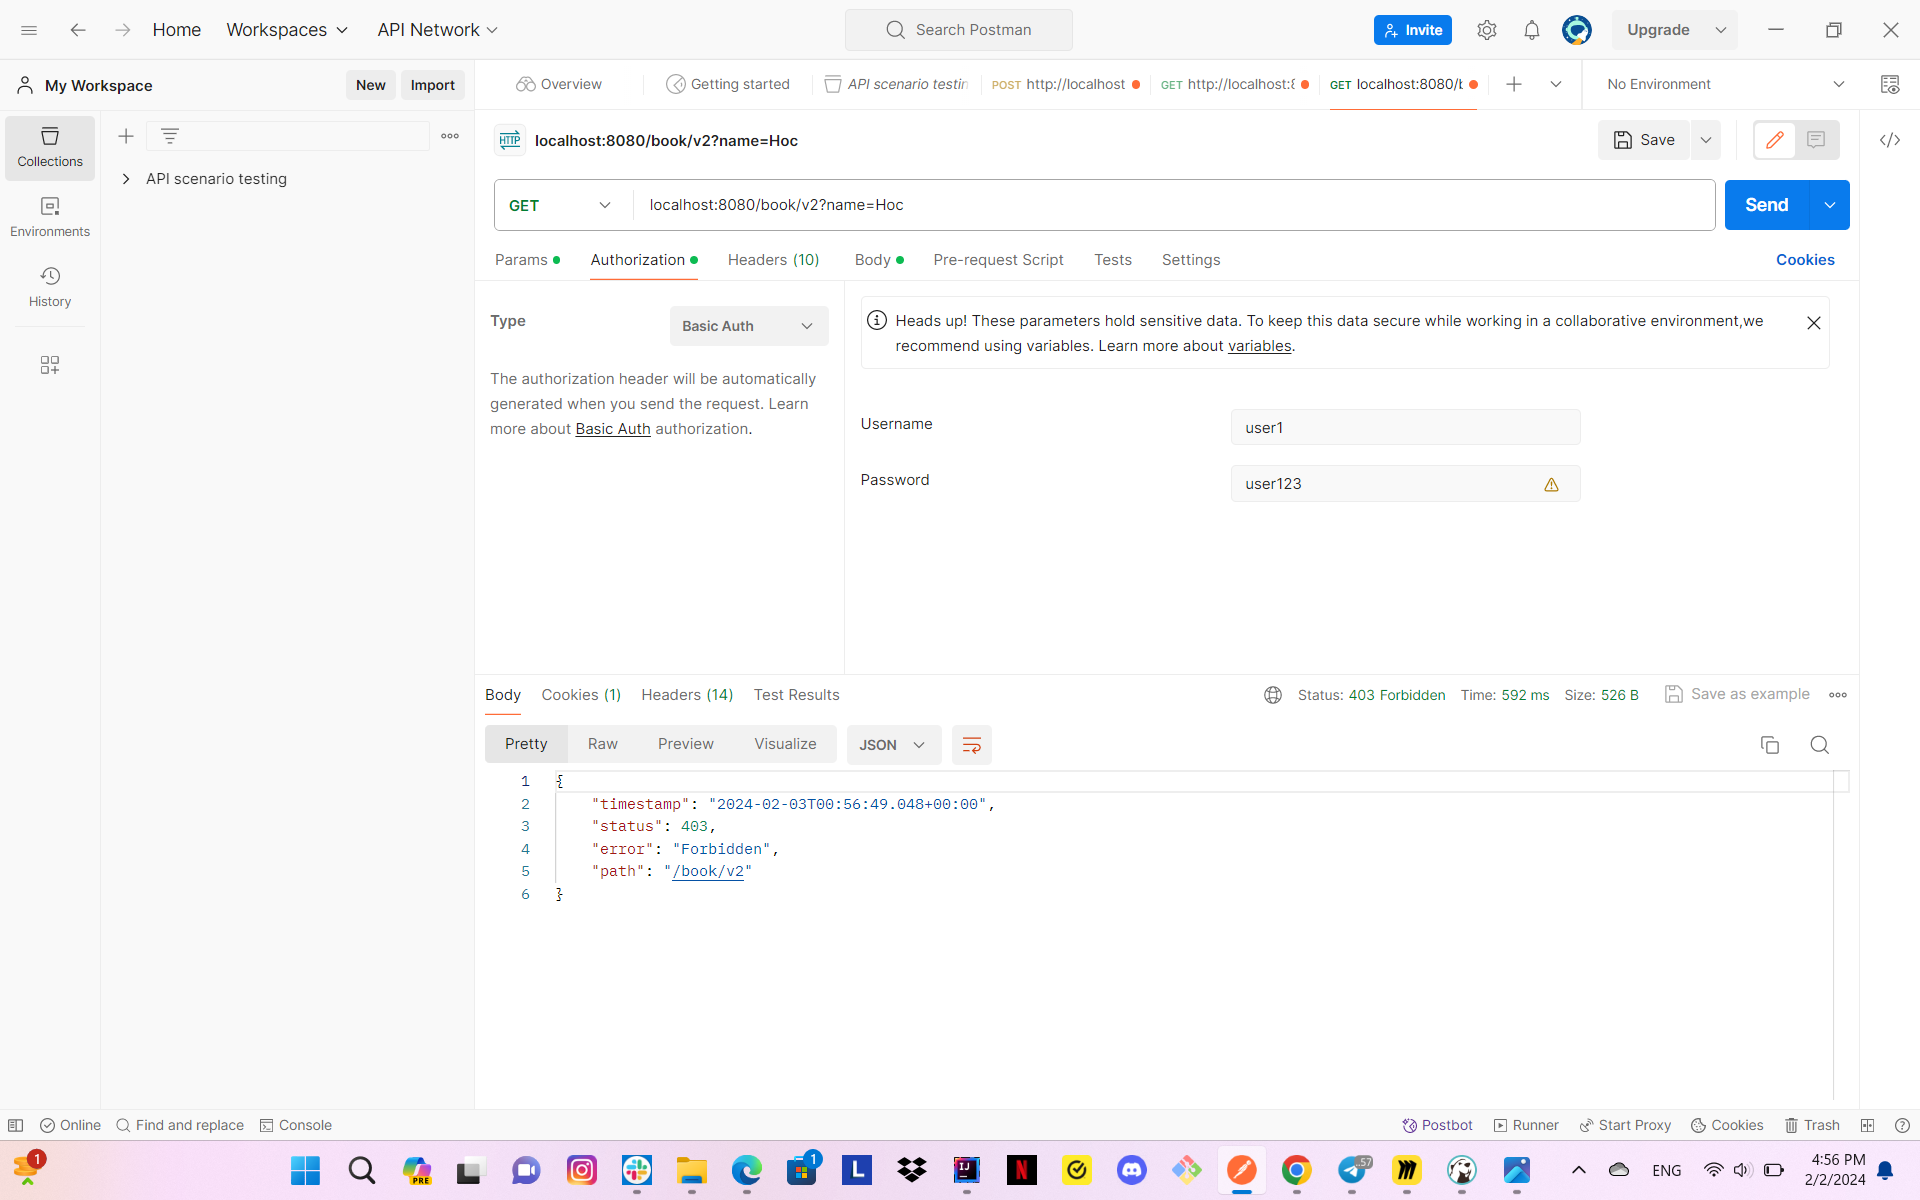 Home
Workspaces
API Network
Search Postman
Invite
Upgrade
My Workspace
New
Import
Overview
Getting started
API scenario testin
POST http://localhost
GET http://localhost:8
GET localhost:8080/b
No Environment
Collections
Environments
History
API scenario testing
HTTP
localhost:8080/book/v2?name=Hoc
Save
GET
localhost:8080/book/v2?name=Hoc
Send
Params
Authorization
Headers (10)
Body
Pre-request Script
Tests
Settings
Cookies
Type
Basic Auth
The authorization header will be automatically
generated when you send the request. Learn
more about Basic Auth authorization.
Heads up! These parameters hold sensitive data. To keep this data secure while working in a collaborative environment,we
recommend using variables. Learn more about variables.
Username
user1
Password
user123
Body
Cookies (1)
Headers (14)
Test Results
Status: 403 Forbidden
Time: 592 ms
Size: 526 B
Save as example
Pretty
Raw
Preview
Visualize
JSON
1 {
2 "timestamp": "2024-02-03T00:56:49.048+00:00",
3 "status": 403,
4 "error": "Forbidden",
5 "path": "/book/v2"
6 }
Online
Find and replace
Console
Postbot
Runner
Start Proxy
Cookies
Trash
1
PRE
1
L
IJ
N
57
ENG
4:56 PM
2/2/2024